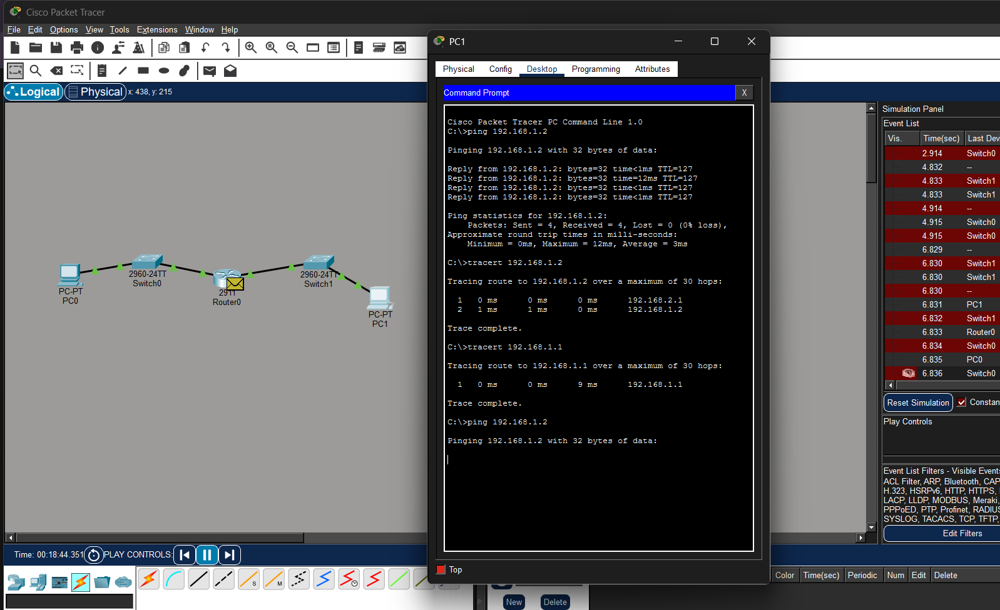 Cisco Packet Tracer
File Edit Options View Tools Extensions Window Help
Logical Physical x: 438, y: 215
PC-PT
PC0
2960-24TT
Switch0
2911
Router0
2960-24TT
Switch1
PC-PT
PC1
PC1
Physical Config Desktop Programming Attributes
Command Prompt X
Cisco Packet Tracer PC Command Line 1.0
C:\>ping 192.168.1.2
Pinging 192.168.1.2 with 32 bytes of data:
Reply from 192.168.1.2: bytes=32 time<1ms TTL=127
Reply from 192.168.1.2: bytes=32 time=12ms TTL=127
Reply from 192.168.1.2: bytes=32 time<1ms TTL=127
Reply from 192.168.1.2: bytes=32 time<1ms TTL=127
Ping statistics for 192.168.1.2:
Packets: Sent = 4, Received = 4, Lost = 0 (0% loss),
Approximate round trip times in milli-seconds:
Minimum = 0ms, Maximum = 12ms, Average = 3ms
C:\>tracert 192.168.1.2
Tracing route to 192.168.1.2 over a maximum of 30 hops:
1 0 ms 0 ms 0 ms 192.168.2.1
2 1 ms 1 ms 0 ms 192.168.1.2
Trace complete.
C:\>tracert 192.168.1.1
Tracing route to 192.168.1.1 over a maximum of 30 hops:
1 0 ms 0 ms 9 ms 192.168.1.1
Trace complete.
C:\>ping 192.168.1.2
Pinging 192.168.1.2 with 32 bytes of data:
Top
Simulation Panel
Event List
Vis. Time(sec) Last Dev
2.914 Switch0
4.832 --
4.833 Switch1
4.833 Switch1
4.914 --
4.915 Switch0
4.915 Switch0
6.829 --
6.830 Switch1
6.830 Switch1
6.830 --
6.831 PC1
6.832 Switch1
6.833 Router0
6.834 Switch0
6.835 PC0
6.836 Switch0
Reset Simulation Constan
Play Controls
Event List Filters - Visible Events
ACL Filter, ARP, Bluetooth, CAP
H.323, HSRPv6, HTTP, HTTPS,
LACP, LLDP, MODBUS, Meraki,
PPPoED, PTP, Profinet, RADIUS
SYSLOG, TACACS, TCP, TFTP,
Edit Filters
Time: 00:18:44.351 PLAY CONTROLS:
S
M
Color Time(sec) Periodic Num Edit Delete
New Delete